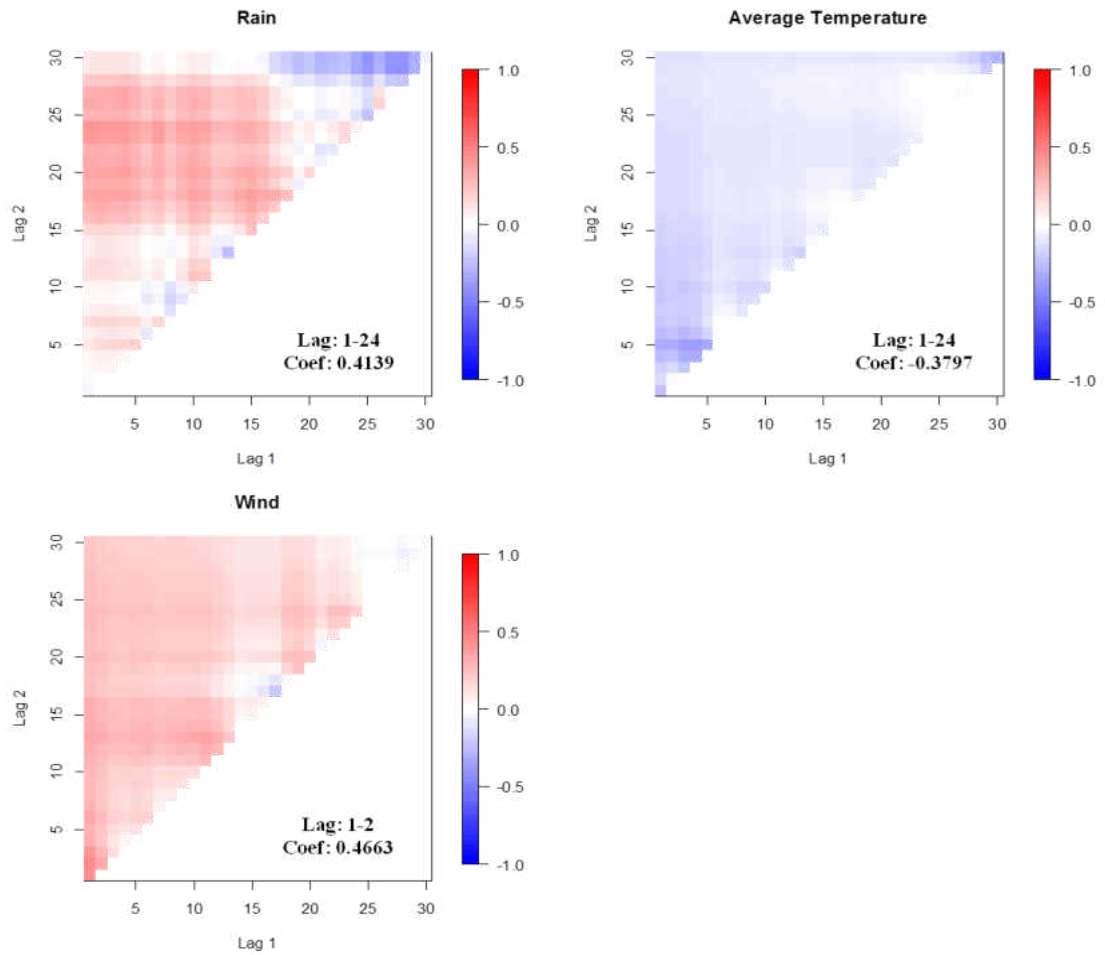 Rain
30
25
20
15
10
5
Lag 2
5 10 15 20 25 30
Lag 1
1.0
0.5
0.0
-0.5
-1.0
Lag: 1-24
Coef: 0.4139
Average Temperature
30
25
20
15
10
5
Lag 2
5 10 15 20 25 30
Lag 1
1.0
0.5
0.0
-0.5
-1.0
Lag: 1-24
Coef: -0.3797
Wind
30
25
20
15
10
5
Lag 2
5 10 15 20 25 30
Lag 1
1.0
0.5
0.0
-0.5
-1.0
Lag: 1-2
Coef: 0.4663